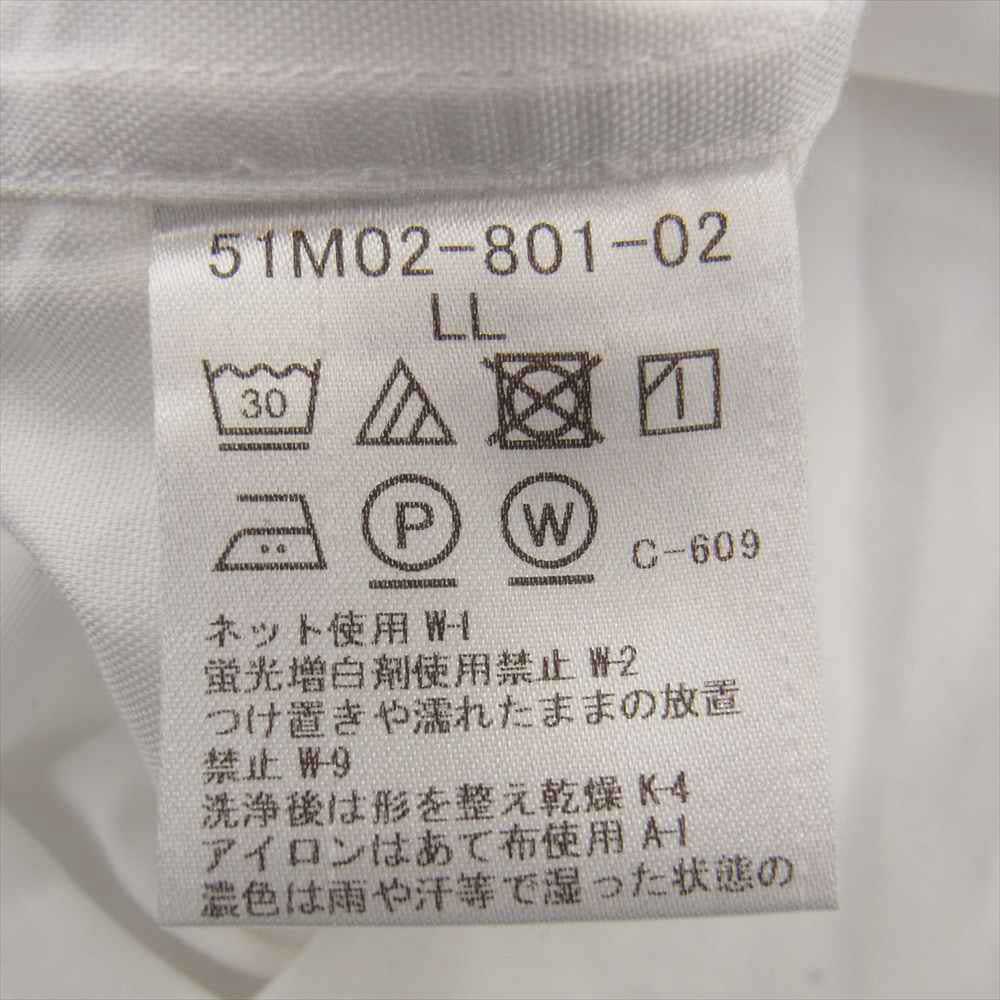 51M02-801-02
LL
30
P W C-609
ネット使用 W-1
蛍光増白剤使用禁止 W-2
つけ置きや濡れたままの放置
禁止 W-9
洗浄後は形を整え乾燥 K-4
アイロンはあて布使用 A-1
濃色は雨や汗等で湿った状態の